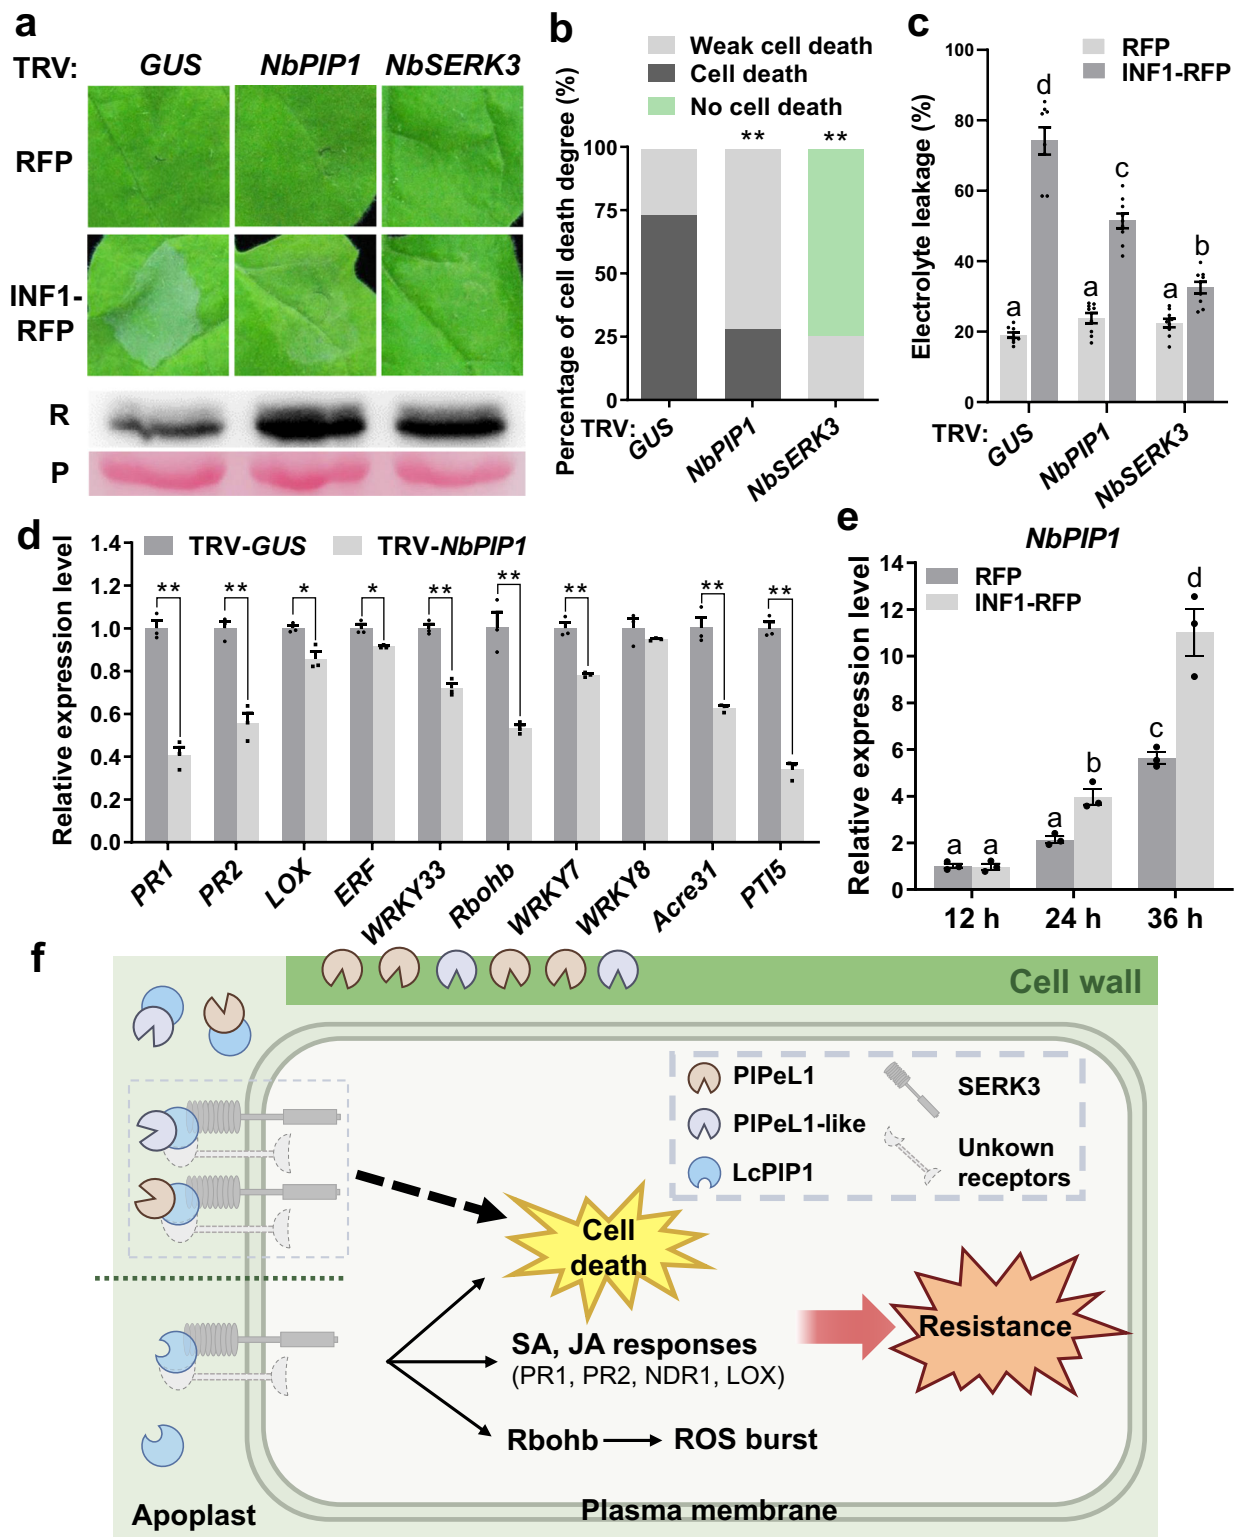 a
TRV: GUS NbPIP1 NbSERK3
RFP
INF1-
RFP
R
P
b
Weak cell death
Cell death
No cell death
Percentage of cell death degree (%)
100
75
50
25
0
** **
TRV: GUS NbPIP1 NbSERK3
c
RFP
INF1-RFP
Electrolyte leakage (%)
100
80
60
40
20
0
a d a c a b
TRV: GUS NbPIP1 NbSERK3
d
TRV-GUS TRV-NbPIP1
Relative expression level
1.4
1.2
1.0
0.8
0.6
0.4
0.2
0.0
** ** * * ** ** ** ** **
PR1 PR2 LOX ERF WRKY33 Rbohb WRKY7 WRKY8 Acre31 PTI5
e
NbPIP1
RFP
INF1-RFP
Relative expression level
14
12
10
8
6
4
2
0
a a a b c d
12 h 24 h 36 h
f
Cell wall
PlPeL1
PlPeL1-like
LcPIP1
SERK3
Unkown
receptors
Cell
death
SA, JA responses
(PR1, PR2, NDR1, LOX)
Rbohb ROS burst
Resistance
Apoplast
Plasma membrane